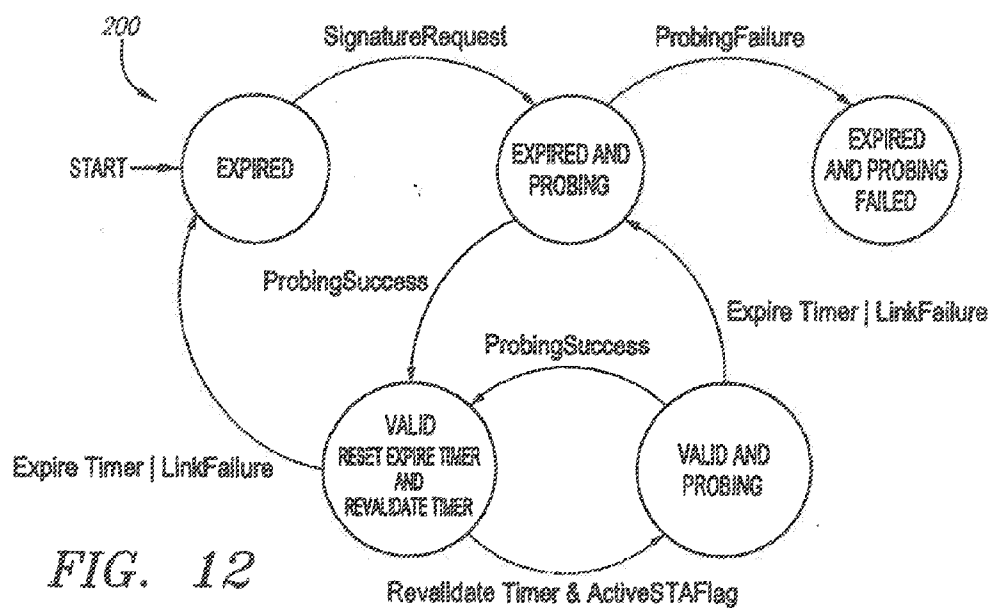 200
SignatureRequest
ProbingFailure
START
EXPIRED
EXPIRED AND
PROBING
EXPIRED
AND PROBING
FAILED
ProbingSuccess
Expire Timer | LinkFailure
ProbingSuccess
VALID
RESET EXPIRE TIMER
AND
REVALIDATE TIMER
VALID AND
PROBING
Expire Timer | LinkFailure
Revalidate Timer & ActiveSTAFlag
FIG. 12